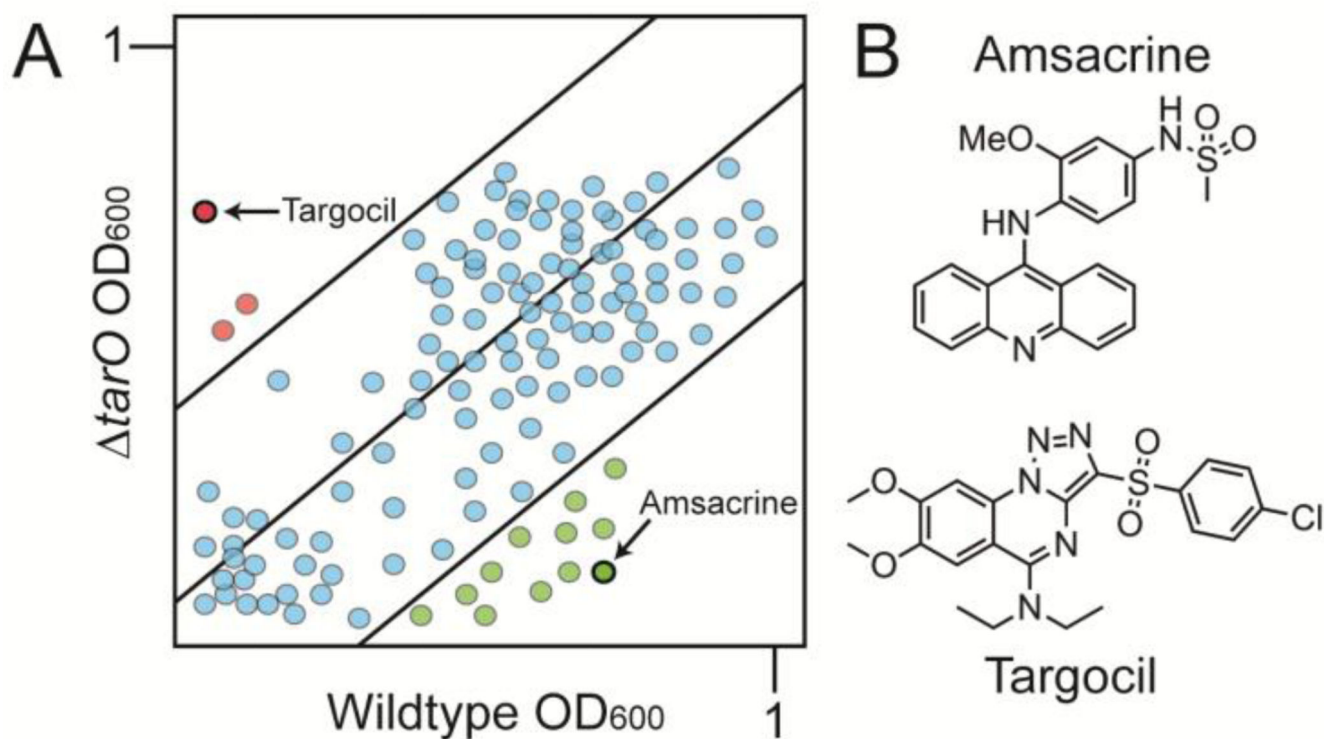 A
1
ΔtarO OD600
Targocil
Amsacrine
Wildtype OD600
1
B
Amsacrine
MeO
H
N
S
O
O
HN
N
N=N
N
N
O
O
S
O
O
Cl
N
Targocil